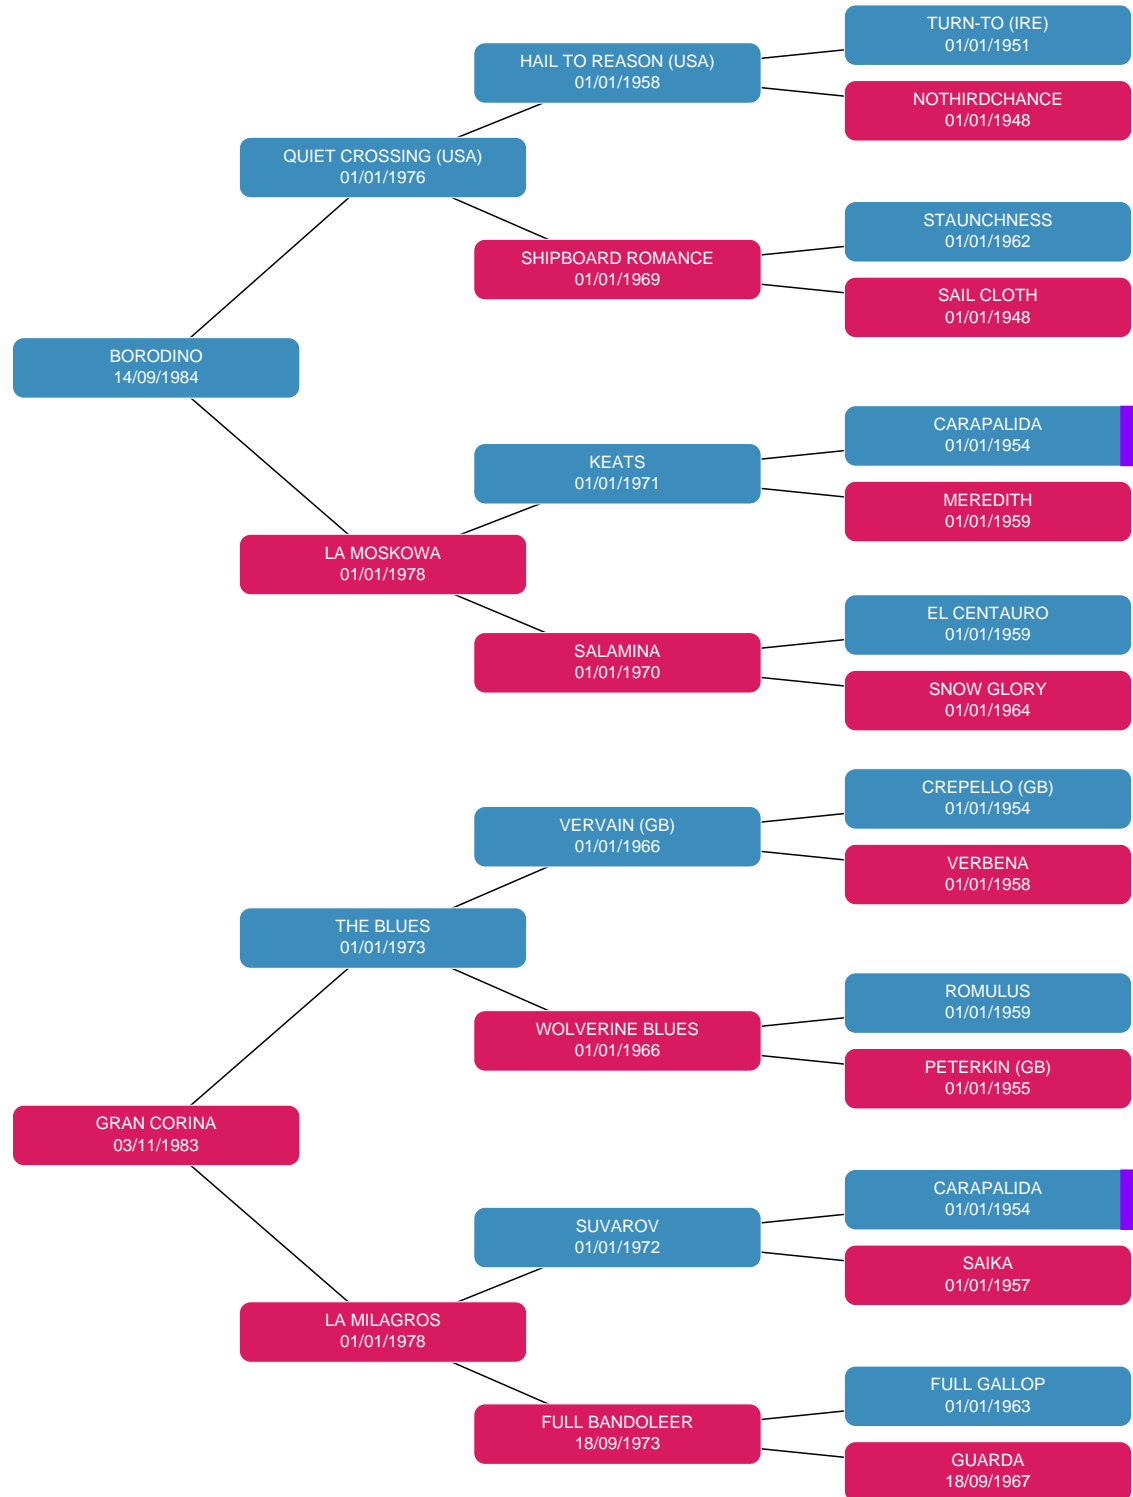 TURN-TO (IRE)
01/01/1951
HAIL TO REASON (USA)
01/01/1958
NOTHIRDCHANCE
01/01/1948
QUIET CROSSING (USA)
01/01/1976
STAUNCHNESS
01/01/1962
SHIPBOARD ROMANCE
01/01/1969
SAIL CLOTH
01/01/1948
BORODINO
14/09/1984
CARAPALIDA
01/01/1954
KEATS
01/01/1971
MEREDITH
01/01/1959
LA MOSKOWA
01/01/1978
EL CENTAURO
01/01/1959
SALAMINA
01/01/1970
SNOW GLORY
01/01/1964
CREPELLO (GB)
01/01/1954
VERVAIN (GB)
01/01/1966
VERBENA
01/01/1958
THE BLUES
01/01/1973
ROMULUS
01/01/1959
WOLVERINE BLUES
01/01/1966
PETERKIN (GB)
01/01/1955
GRAN CORINA
03/11/1983
CARAPALIDA
01/01/1954
SUVAROV
01/01/1972
SAIKA
01/01/1957
LA MILAGROS
01/01/1978
FULL GALLOP
01/01/1963
FULL BANDOLEER
18/09/1973
GUARDA
18/09/1967